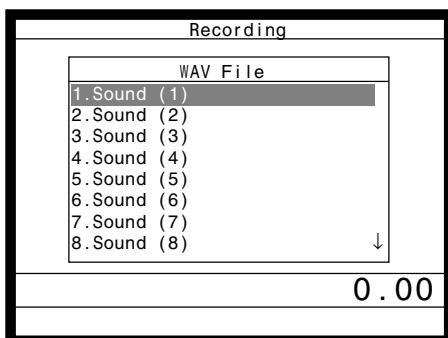 Recording
WAV File
1.Sound (1)
2.Sound (2)
3.Sound (3)
4.Sound (4)
5.Sound (5)
6.Sound (6)
7.Sound (7)
8.Sound (8) ↓
0.00